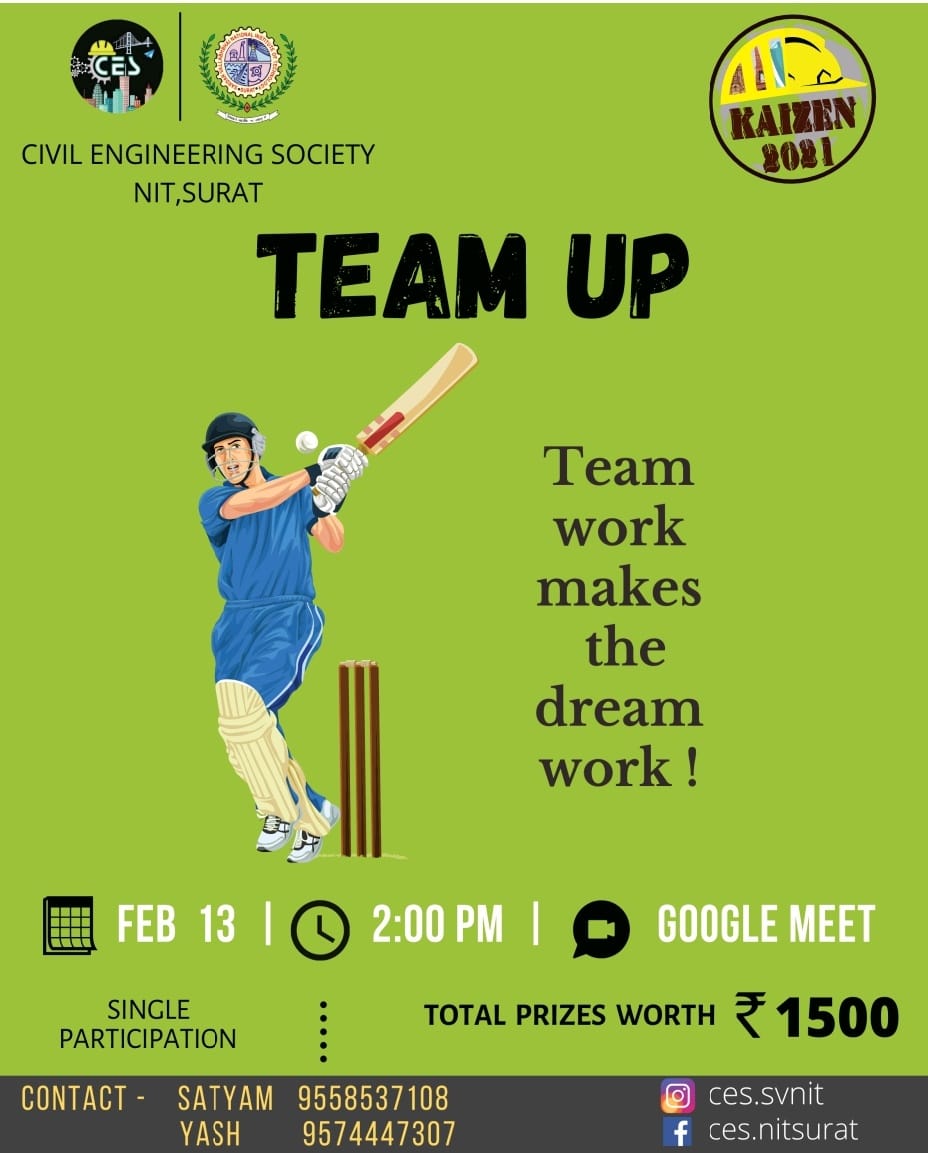 CES
CIVIL ENGINEERING SOCIETY
NIT,SURAT
KAIZEN
2021
TEAM UP
Team
work
makes
the
dream
work !
FEB 13 | 2:00 PM | GOOGLE MEET
SINGLE
PARTICIPATION
TOTAL PRIZES WORTH ₹ 1500
CONTACT - SATYAM 9558537108
YASH 9574447307
ces.svnit
ces.nitsurat